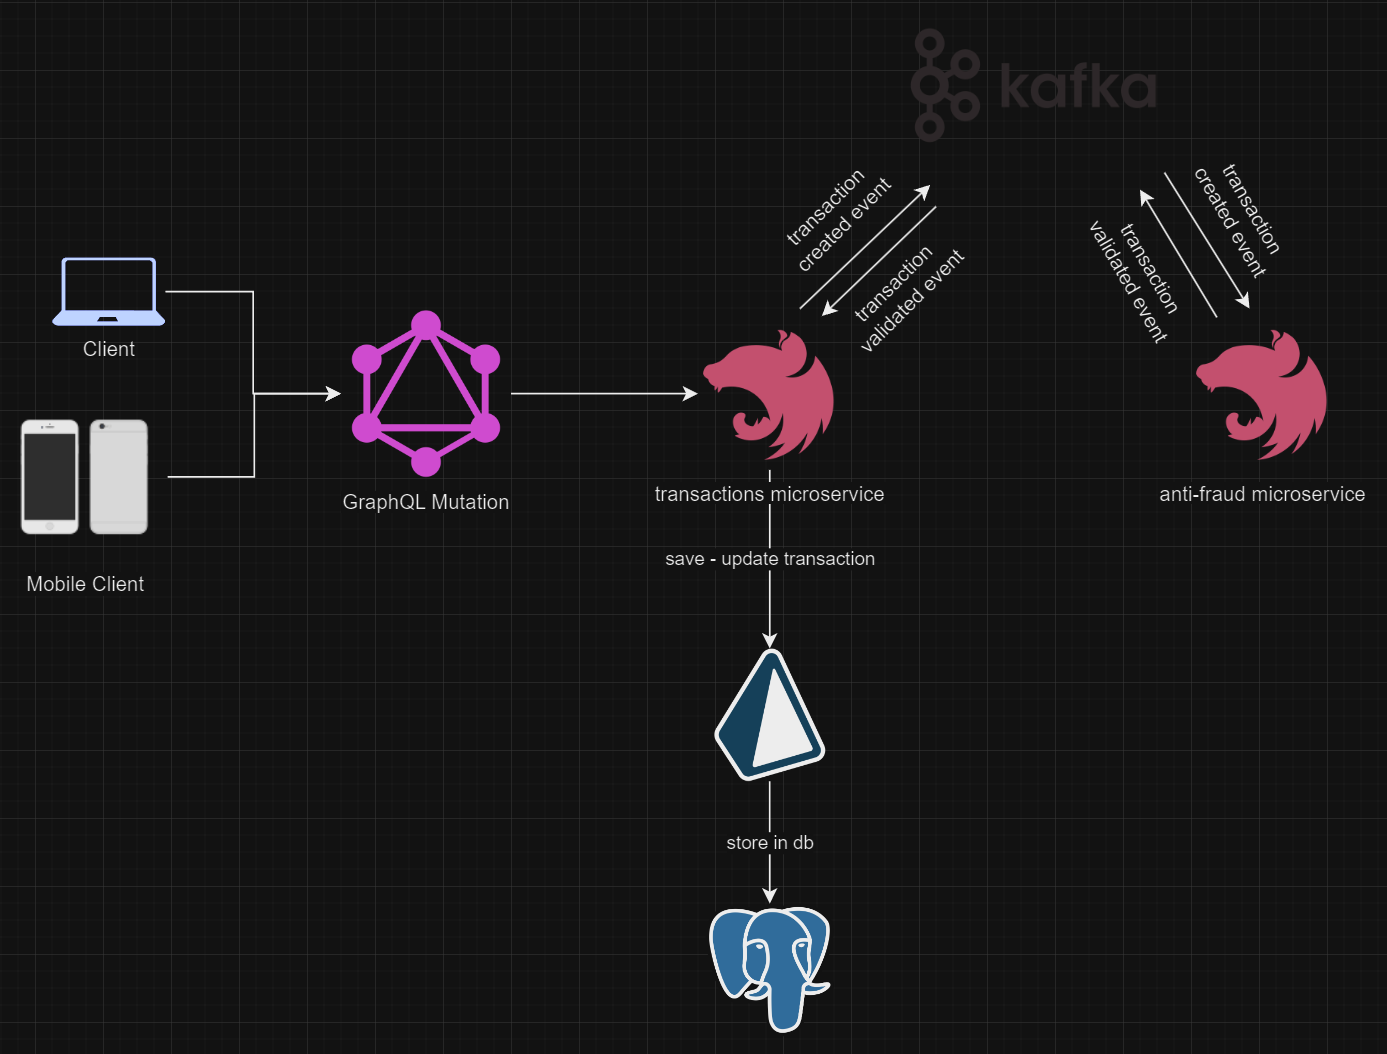 kafka
transaction
created event
transaction
validated event
transaction
created event
transaction
validated event
Client
Mobile Client
GraphQL Mutation
transactions microservice
anti-fraud microservice
save - update transaction
store in db